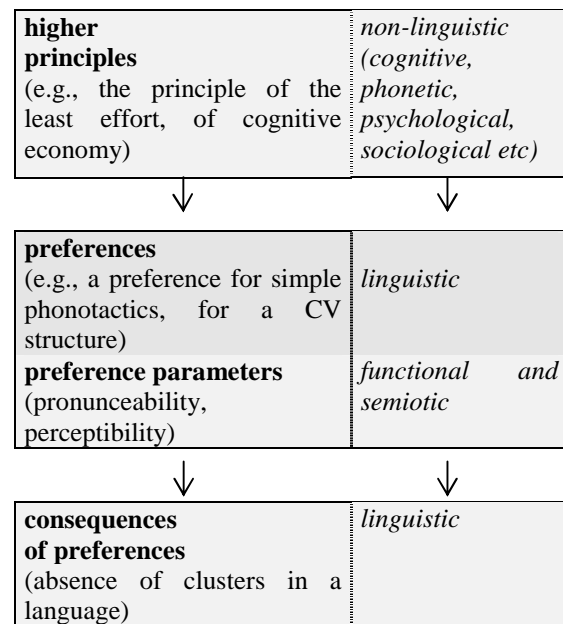 higher
principles
(e.g., the principle of the
least effort, of cognitive
economy)
non-linguistic
(cognitive,
phonetic,
psychological,
sociological etc)
preferences
(e.g., a preference for simple
phonotactics, for a CV
structure)
linguistic
preference parameters
(pronunceability,
perceptibility)
functional and
semiotic
consequences
of preferences
(absence of clusters in a
language)
linguistic